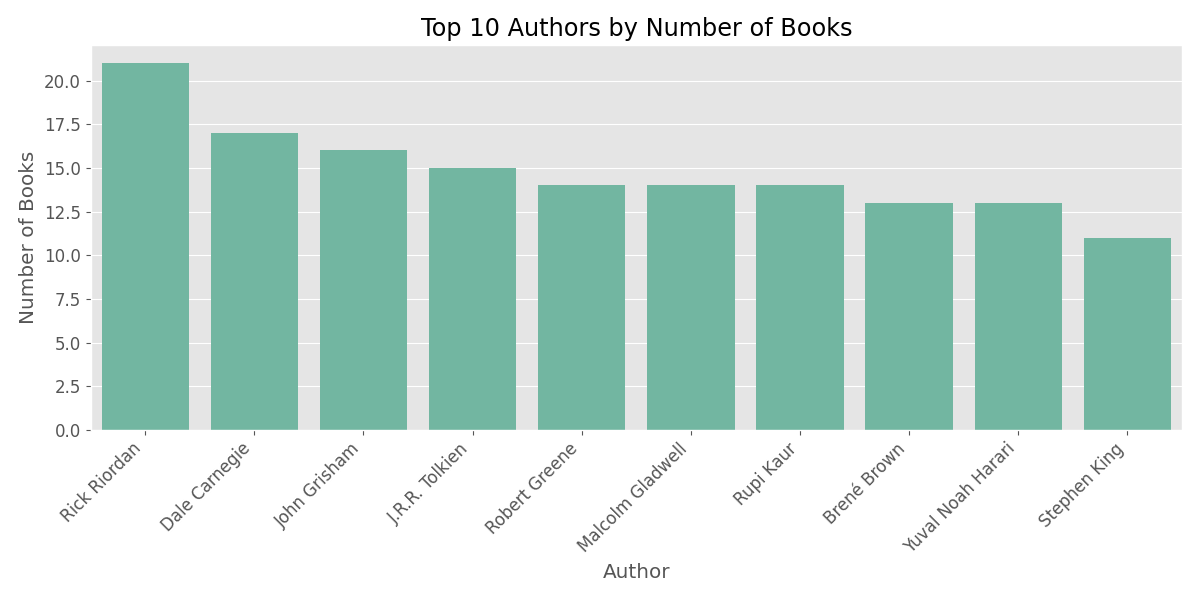 Top 10 Authors by Number of Books
Number of Books
20.0
17.5
15.0
12.5
10.0
7.5
5.0
2.5
0.0
Rick Riordan
Dale Carnegie
John Grisham
J.R.R. Tolkien
Robert Greene
Malcolm Gladwell
Rupi Kaur
Brené Brown
Yuval Noah Harari
Stephen King
Author